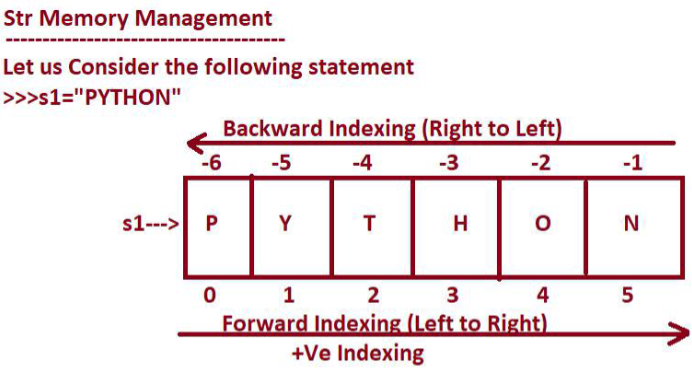 Str Memory Management
---------------------------------------
Let us Consider the following statement
>>>s1="PYTHON"
Backward Indexing (Right to Left)
-6 -5 -4 -3 -2 -1
s1---> P Y T H O N
0 1 2 3 4 5
Forward Indexing (Left to Right)
+Ve Indexing